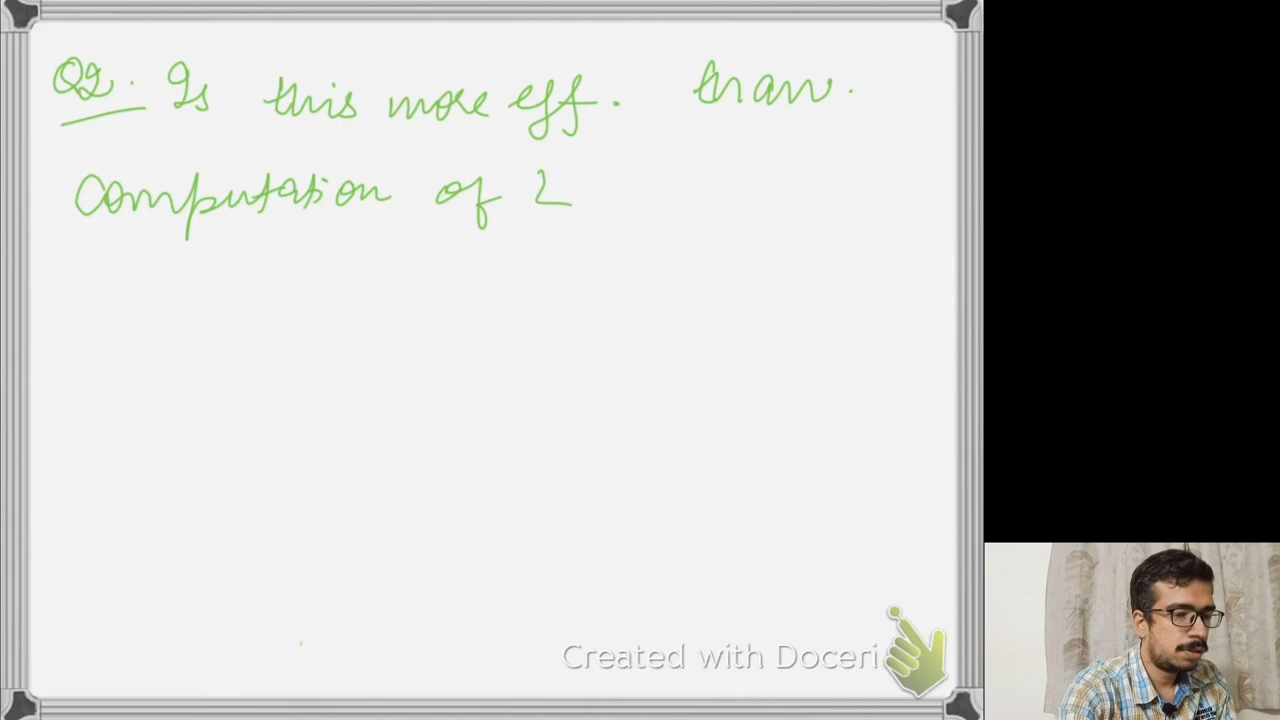 Q2. Is this more eff. than.
Computation of 2
Created with Doceri